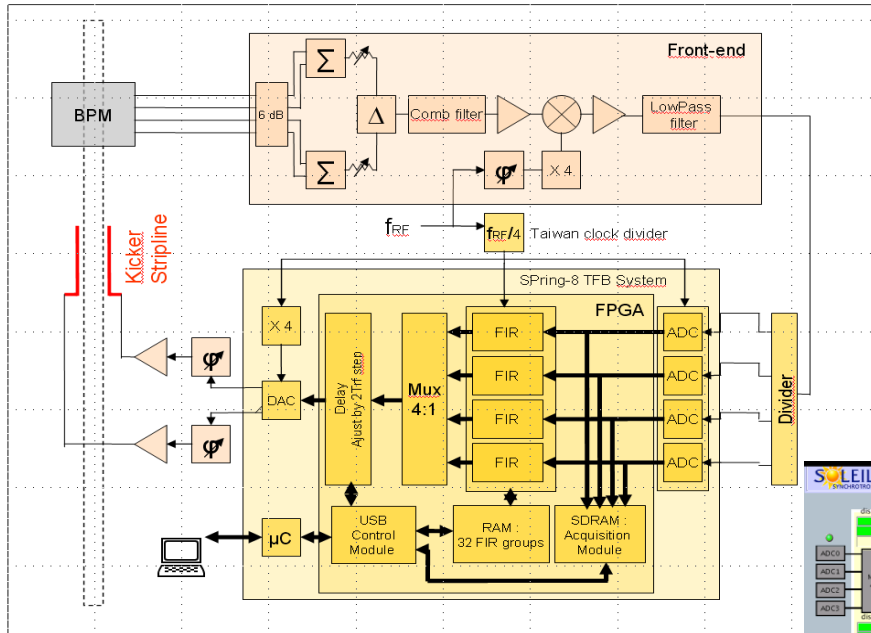 Front-end
BPM
6 dB
Σ
Σ
Δ
Comb filter
LowPass
filter
φ
X 4
fRF
fRF/4
Taiwan clock divider
Kicker
Stripline
SPring-8 TFB System
FPGA
X 4
DAC
Delay
Ajust by 2Trf step
Mux
4:1
FIR
FIR
FIR
FIR
ADC
ADC
ADC
ADC
Divider
φ
φ
USB
Control
Module
RAM :
32 FIR groups
SDRAM :
Acquisition
Module
µC
SOLEIL
SYNCHROTRO
dis
ADC0
ADC1
ADC2
ADC3
M
dis